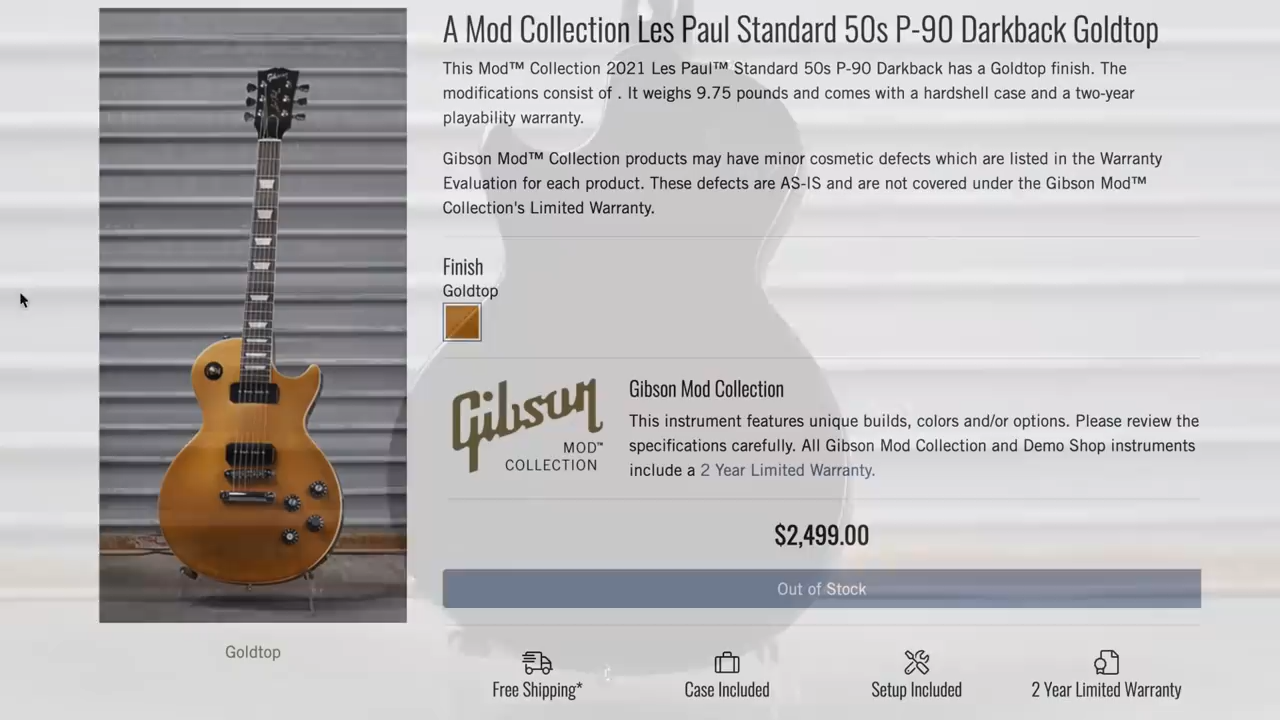 A Mod Collection Les Paul Standard 50s P-90 Darkback Goldtop
This Mod™ Collection 2021 Les Paul™ Standard 50s P-90 Darkback has a Goldtop finish. The
modifications consist of . It weighs 9.75 pounds and comes with a hardshell case and a two-year
playability warranty.
Gibson Mod™ Collection products may have minor cosmetic defects which are listed in the Warranty
Evaluation for each product. These defects are AS-IS and are not covered under the Gibson Mod™
Collection's Limited Warranty.
Finish
Goldtop
Gibson
MOD™
COLLECTION
Gibson Mod Collection
This instrument features unique builds, colors and/or options. Please review the
specifications carefully. All Gibson Mod Collection and Demo Shop instruments
include a 2 Year Limited Warranty.
$2,499.00
Out of Stock
Goldtop
Free Shipping*
Case Included
Setup Included
2 Year Limited Warranty